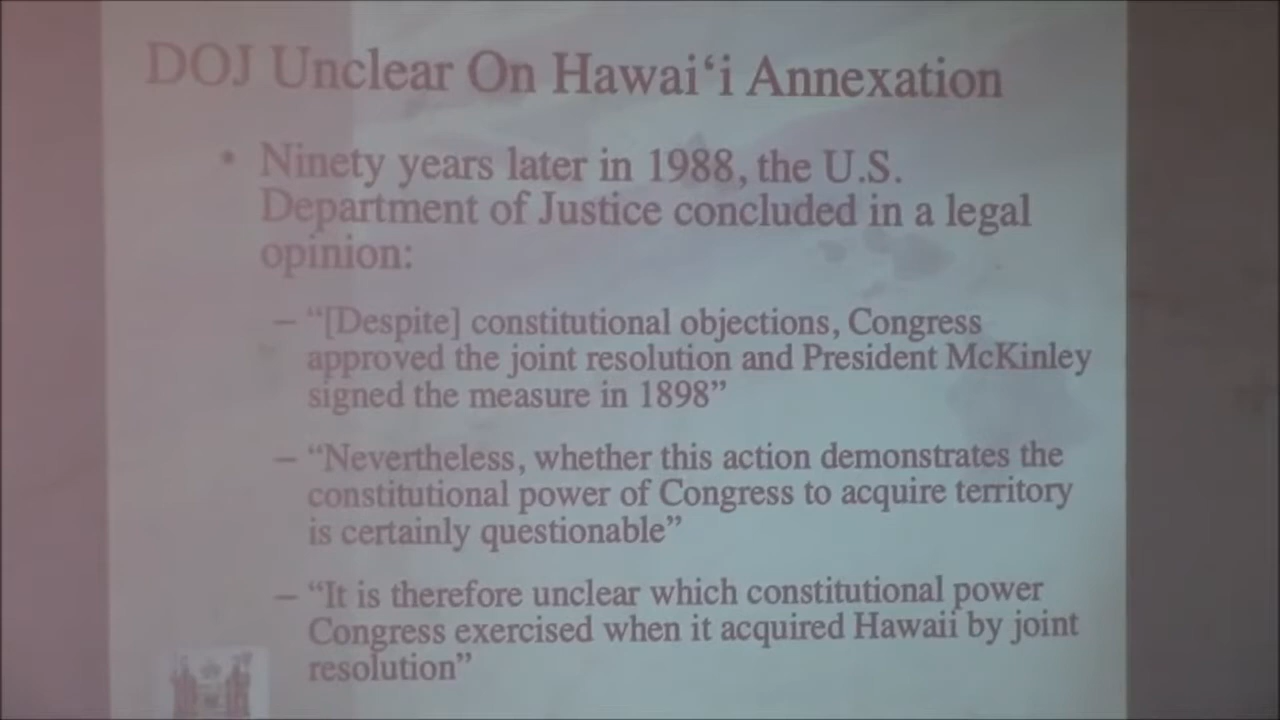 DOJ Unclear On Hawai‘i Annexation
• Ninety years later in 1988, the U.S.
Department of Justice concluded in a legal
opinion:
– “[Despite] constitutional objections, Congress
approved the joint resolution and President McKinley
signed the measure in 1898”
– “Nevertheless, whether this action demonstrates the
constitutional power of Congress to acquire territory
is certainly questionable”
– “It is therefore unclear which constitutional power
Congress exercised when it acquired Hawaii by joint
resolution”